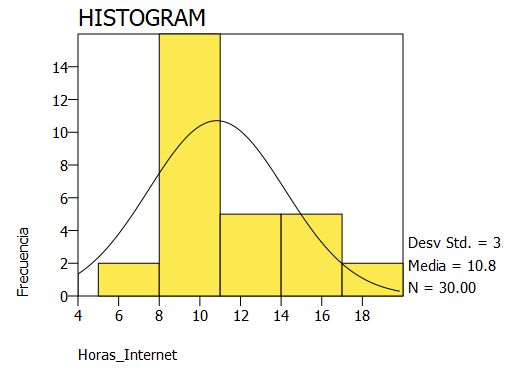 HISTOGRAM
14
12
10
8
6
4
2
0
Frecuencia
4 6 8 10 12 14 16 18
Horas_Internet
Desv Std. = 3.
Media = 10.8
N = 30.00